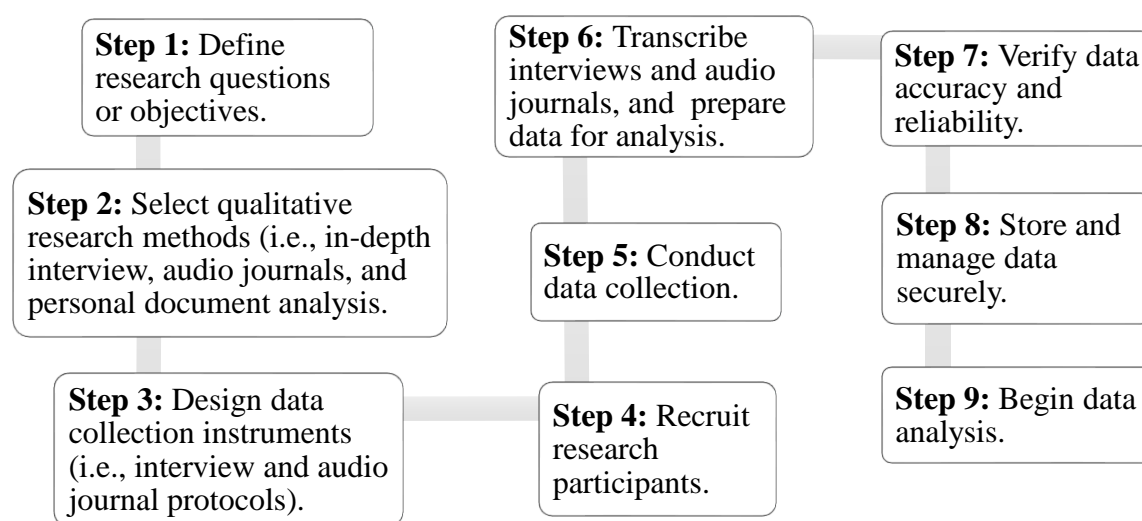 Step 1: Define
research questions
or objectives.
Step 2: Select qualitative
research methods (i.e., in-depth
interview, audio journals, and
personal document analysis.
Step 3: Design data
collection instruments
(i.e., interview and audio
journal protocols).
Step 4: Recruit
research
participants.
Step 5: Conduct
data collection.
Step 6: Transcribe
interviews and audio
journals, and  prepare
data for analysis.
Step 7: Verify data
accuracy and
reliability.
Step 8: Store and
manage data
securely.
Step 9: Begin data
analysis.